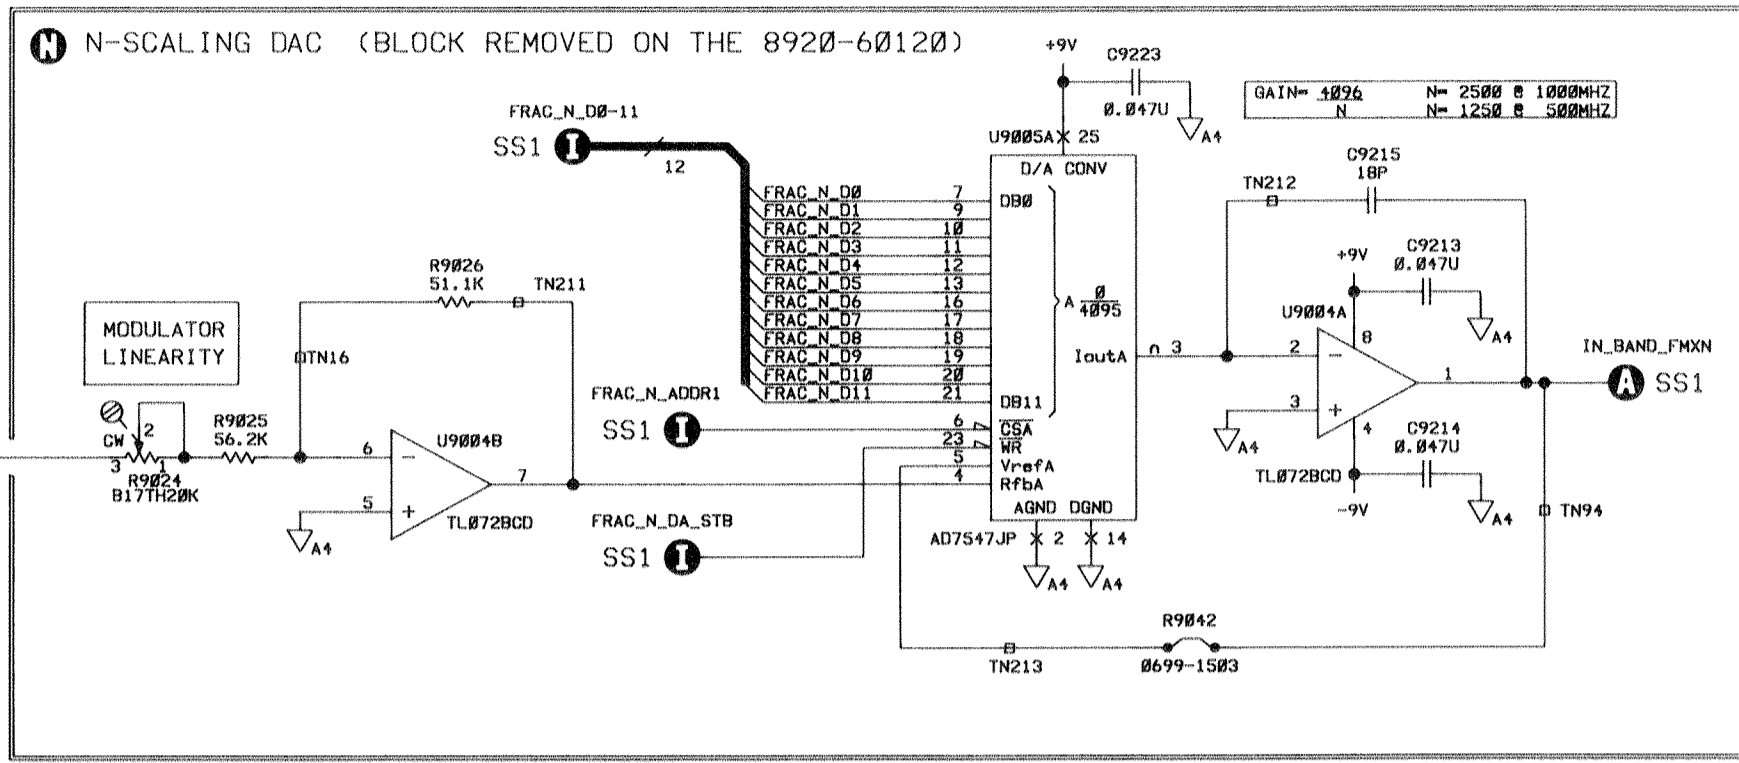 N N-SCALING DAC (BLOCK REMOVED ON THE 8920-60120)
+9V
C9223
0.047U
A4
GAIN= 4096
N
N= 2500 @ 1000MHZ
N= 1250 @ 500MHZ
FRAC_N_D0-11
SS1 I
12
U9005A 25
D/A CONV
FRAC_N_D0 7 DB0
FRAC_N_D1 9
FRAC_N_D2 10
FRAC_N_D3 11
FRAC_N_D4 12
FRAC_N_D5 13
FRAC_N_D6 16
FRAC_N_D7 17
FRAC_N_D8 18
FRAC_N_D9 19
FRAC_N_D10 20
FRAC_N_D11 21 DB11
A 0
4095
IoutA ∩ 3
C9215
18P
TN212
+9V
C9213
0.047U
A4
U9004A
8
2 -
3 +
1
4
A4
TL072BCD
-9V
C9214
0.047U
A4
IN_BAND_FMXN
A SS1
TN94
R9026
51.1K
TN211
MODULATOR
LINEARITY
TN16
CW 2
3 1
R9024
B17TH20K
R9025
56.2K
6 -
5 +
U9004B
7
TL072BCD
A4
FRAC_N_ADDR1
SS1 I
6 CSA
23 WR
5 VrefA
4 RfbA
AGND DGND
FRAC_N_DA_STB
SS1 I
AD7547JP 2 14
A4 A4
R9042
TN213
0699-1503